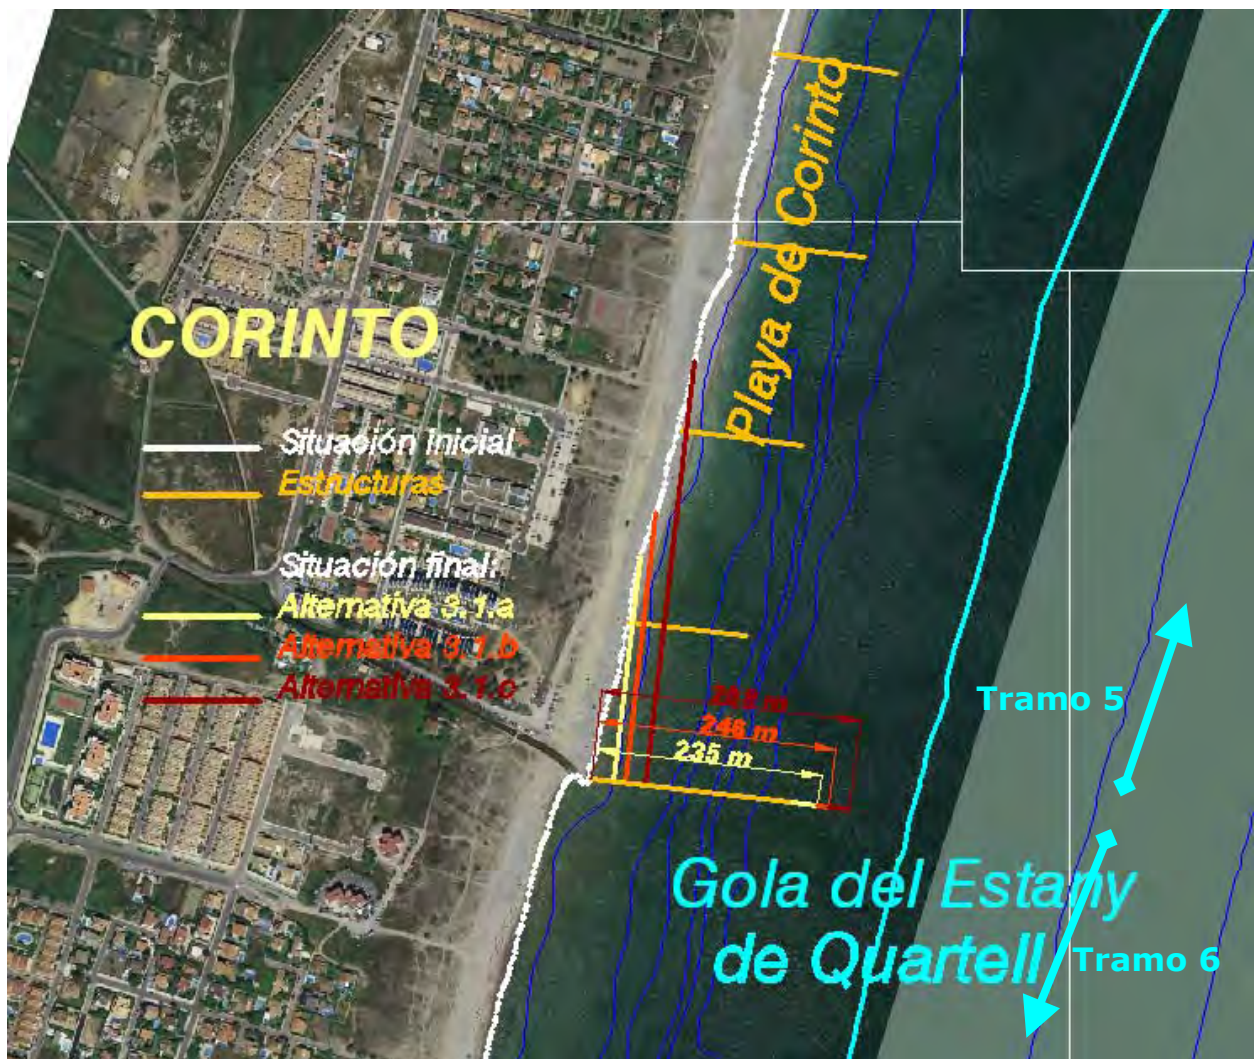 Playa de Corinto
CORINTO
Situación inicial
Estructuras
Situación final:
Alternativa 3.1.a
Alternativa 3.1.b
Alternativa 3.1.c
246 m
235 m
Tramo 5
Gola del Estany
de Quartell
Tramo 6